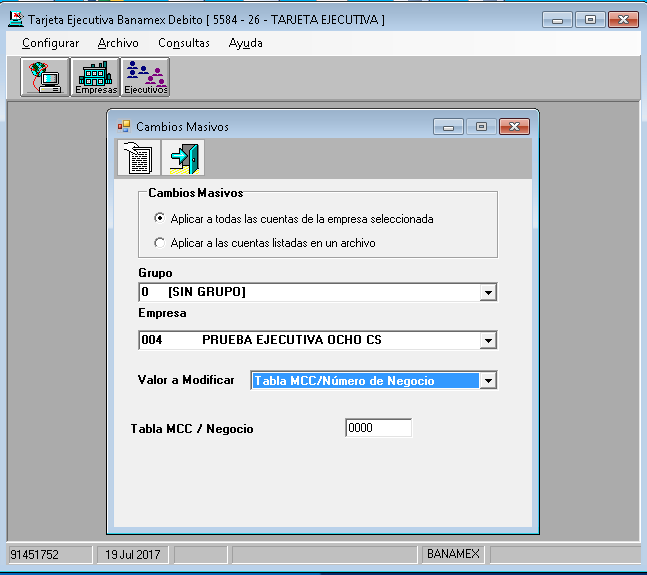 Tarjeta Ejecutiva Banamex Debito [ 5584 - 26 - TARJETA EJECUTIVA ]
Configurar Archivo Consultas Ayuda
Empresas Ejecutivos
Cambios Masivos
Cambios Masivos
Aplicar a todas las cuentas de la empresa seleccionada
Aplicar a las cuentas listadas en un archivo
Grupo
0 [SIN GRUPO]
Empresa
004 PRUEBA EJECUTIVA OCHO CS
Valor a Modificar Tabla MCC/Número de Negocio
Tabla MCC / Negocio 0000
91451752 19 Jul 2017 BANAMEX